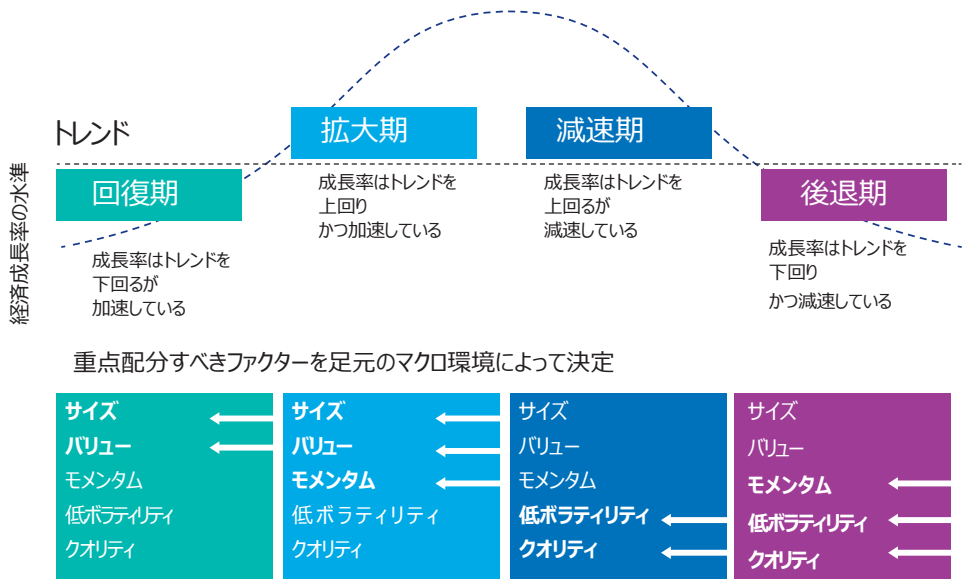 トレンド
経済成長率の水準
回復期
成長率はトレンドを
下回るが
加速している
拡大期
成長率はトレンドを
上回り
かつ加速している
減速期
成長率はトレンドを
上回るが
減速している
後退期
成長率はトレンドを
下回り
かつ減速している
重点配分すべきファクターを足元のマクロ環境によって決定
サイズ
バリュー
モメンタム
低ボラティリティ
クオリティ
サイズ
バリュー
モメンタム
低ボラティリティ
クオリティ
サイズ
バリュー
モメンタム
低ボラティリティ
クオリティ
サイズ
バリュー
モメンタム
低ボラティリティ
クオリティ